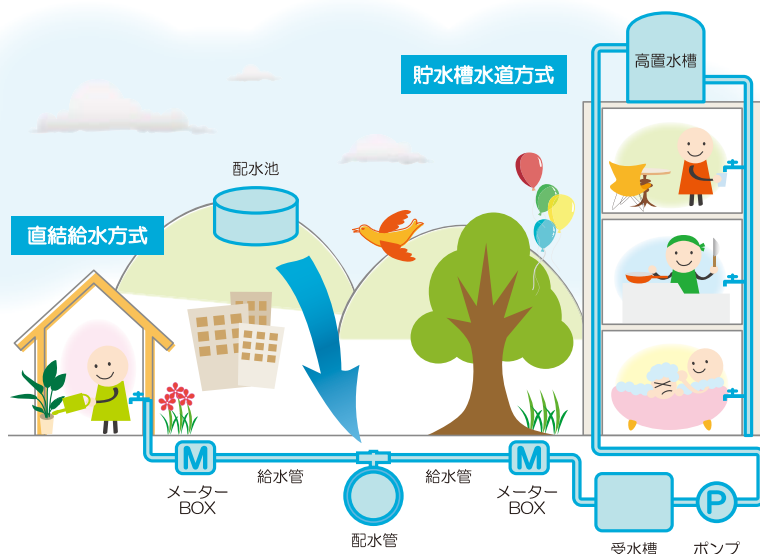 高置水槽
貯水槽水道方式
配水池
直結給水方式
M
給水管
給水管
M
メーター
BOX
メーター
BOX
P
配水管
受水槽
ポンプ